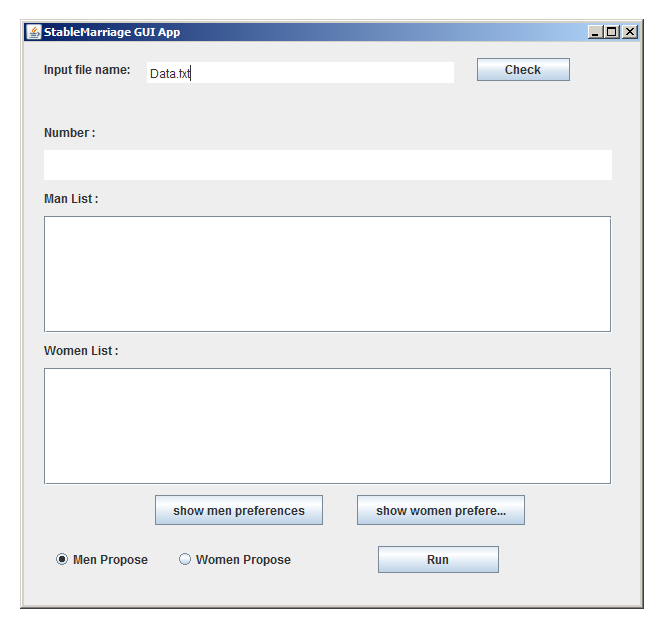 StableMarriage GUI App
Input file name: Data.txt Check
Number :
Man List :
Women List :
show men preferences show women prefere...
Men Propose Women Propose Run